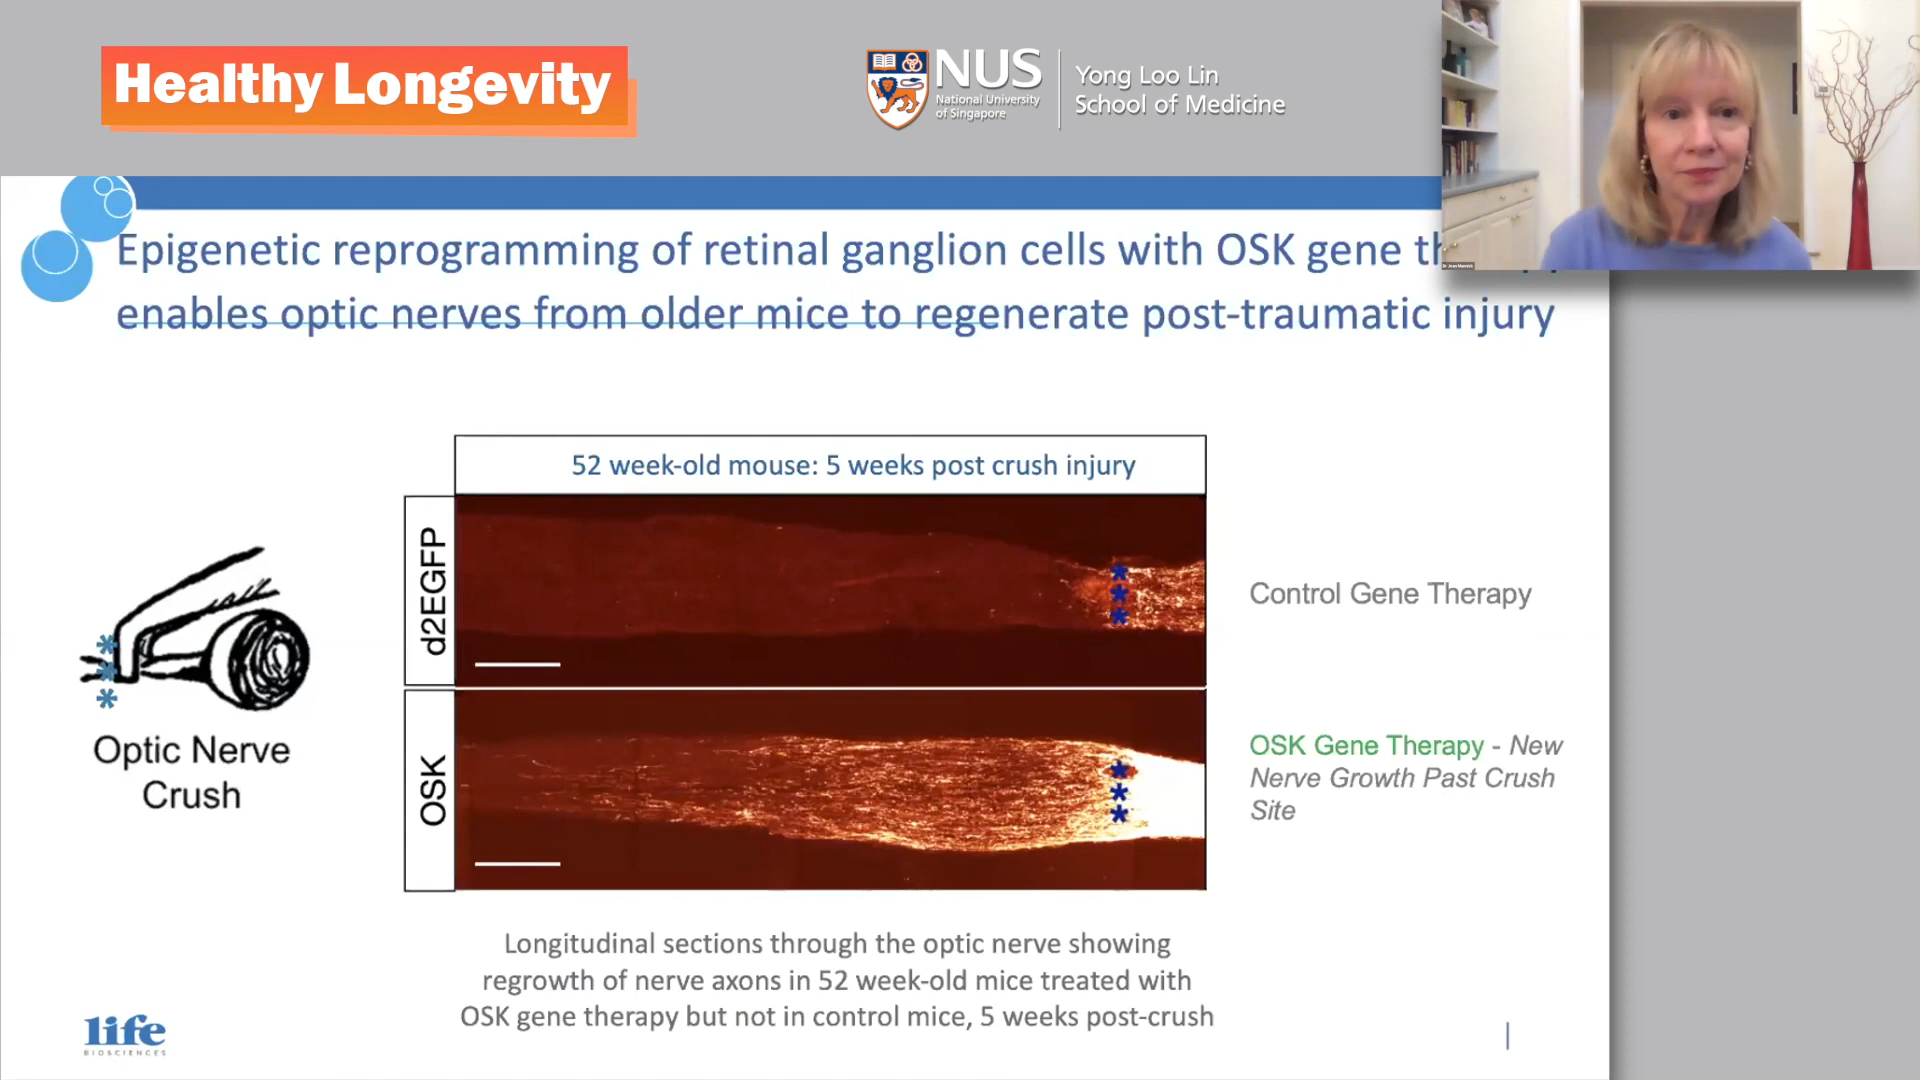 Healthy Longevity
NUS
National University
of Singapore
Yong Loo Lin
School of Medicine
Epigenetic reprogramming of retinal ganglion cells with OSK gene
enables optic nerves from older mice to regenerate post-traumatic injury
52 week-old mouse: 5 weeks post crush injury
d2EGFP
Control Gene Therapy
OSK
OSK Gene Therapy - New
Nerve Growth Past Crush
Site
Optic Nerve
Crush
Longitudinal sections through the optic nerve showing
regrowth of nerve axons in 52 week-old mice treated with
OSK gene therapy but not in control mice, 5 weeks post-crush
life
BIOSCIENCES